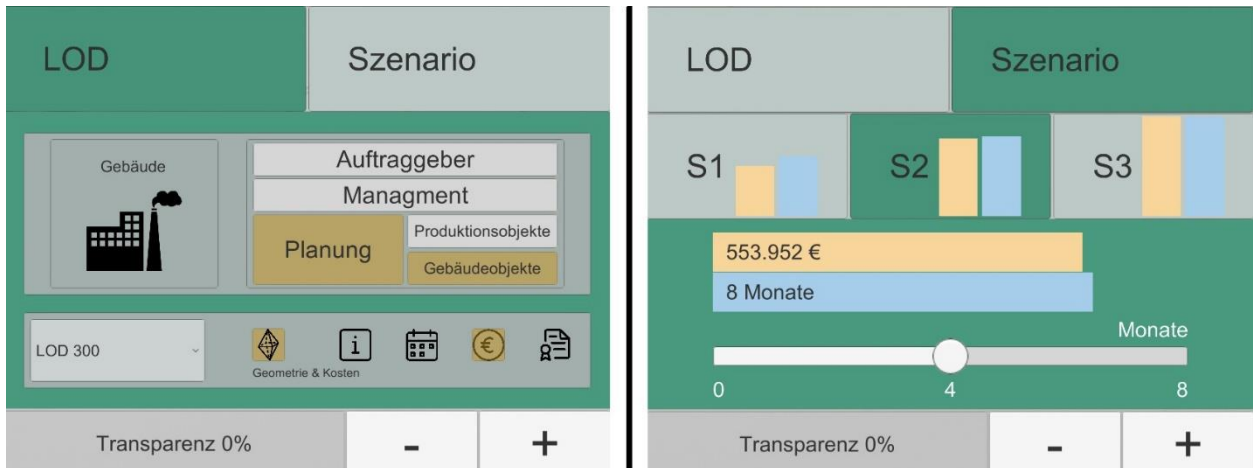 LOD
Szenario
Gebäude
Auftraggeber
Managment
Planung
Produktionsobjekte
Gebäudeobjekte
LOD 300
i
€
Geometrie & Kosten
Transparenz 0%
-
+
LOD
Szenario
S1
S2
S3
553.952 €
8 Monate
Monate
0
4
8
Transparenz 0%
-
+